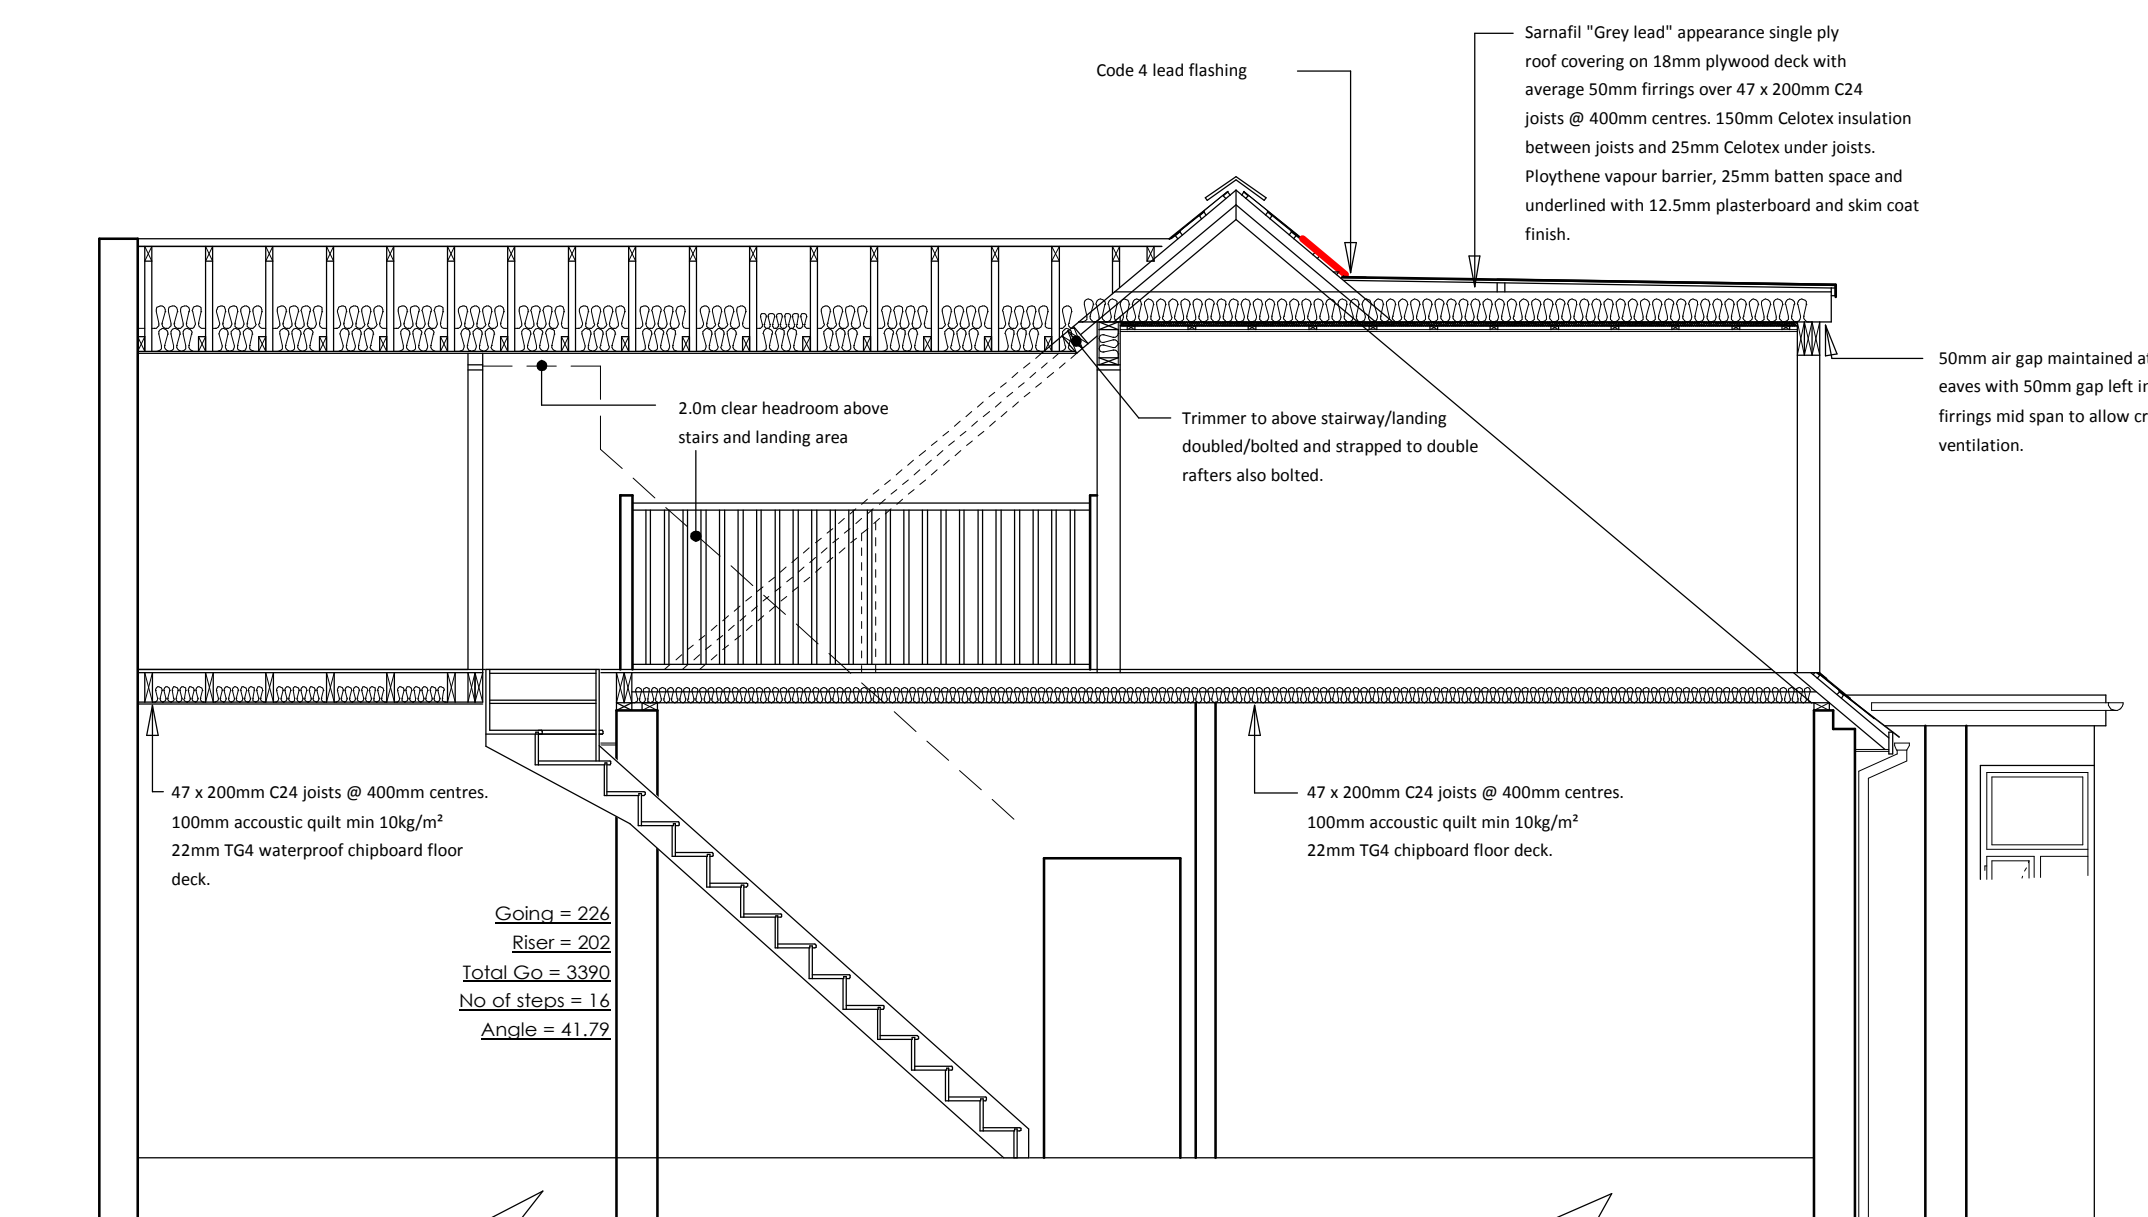 Sarnafil "Grey lead" appearance single ply
roof covering on 18mm plywood deck with
average 50mm firrings over 47 x 200mm C24
joists @ 400mm centres. 150mm Celotex insulation
between joists and 25mm Celotex under joists.
Ploythene vapour barrier, 25mm batten space and
underlined with 12.5mm plasterboard and skim coat
finish.
Code 4 lead flashing
50mm air gap maintained at
eaves with 50mm gap left in
firrings mid span to allow
ventilation.
2.0m clear headroom above
stairs and landing area
Trimmer to above stairway/landing
doubled/bolted and strapped to double
rafters also bolted.
47 x 200mm C24 joists @ 400mm centres.
100mm accoustic quilt min 10kg/m²
22mm TG4 waterproof chipboard floor
deck.
47 x 200mm C24 joists @ 400mm centres.
100mm accoustic quilt min 10kg/m²
22mm TG4 chipboard floor deck.
Going = 226
Riser = 202
Total Go = 3390
No of steps = 16
Angle = 41.79